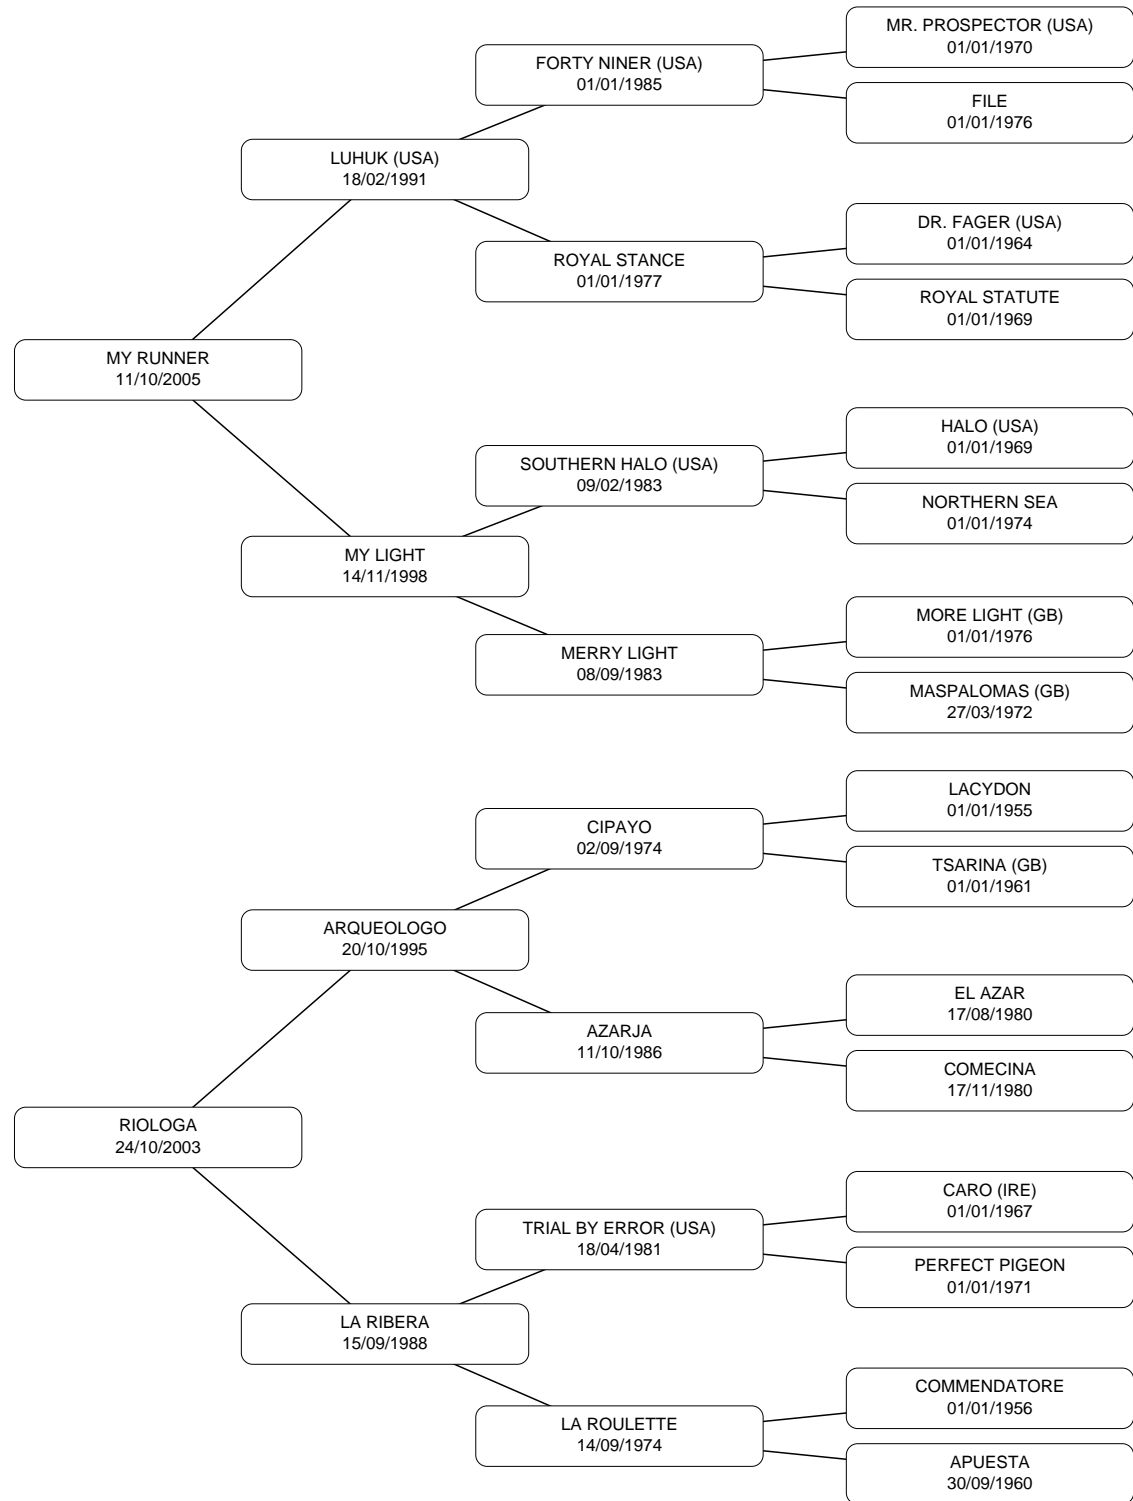 MR. PROSPECTOR (USA)
01/01/1970
FORTY NINER (USA)
01/01/1985
FILE
01/01/1976
LUHUK (USA)
18/02/1991
DR. FAGER (USA)
01/01/1964
ROYAL STANCE
01/01/1977
ROYAL STATUTE
01/01/1969
MY RUNNER
11/10/2005
HALO (USA)
01/01/1969
SOUTHERN HALO (USA)
09/02/1983
NORTHERN SEA
01/01/1974
MY LIGHT
14/11/1998
MORE LIGHT (GB)
01/01/1976
MERRY LIGHT
08/09/1983
MASPALOMAS (GB)
27/03/1972
LACYDON
01/01/1955
CIPAYO
02/09/1974
TSARINA (GB)
01/01/1961
ARQUEOLOGO
20/10/1995
EL AZAR
17/08/1980
AZARJA
11/10/1986
COMECINA
17/11/1980
RIOLOGA
24/10/2003
CARO (IRE)
01/01/1967
TRIAL BY ERROR (USA)
18/04/1981
PERFECT PIGEON
01/01/1971
LA RIBERA
15/09/1988
COMMENDATORE
01/01/1956
LA ROULETTE
14/09/1974
APUESTA
30/09/1960